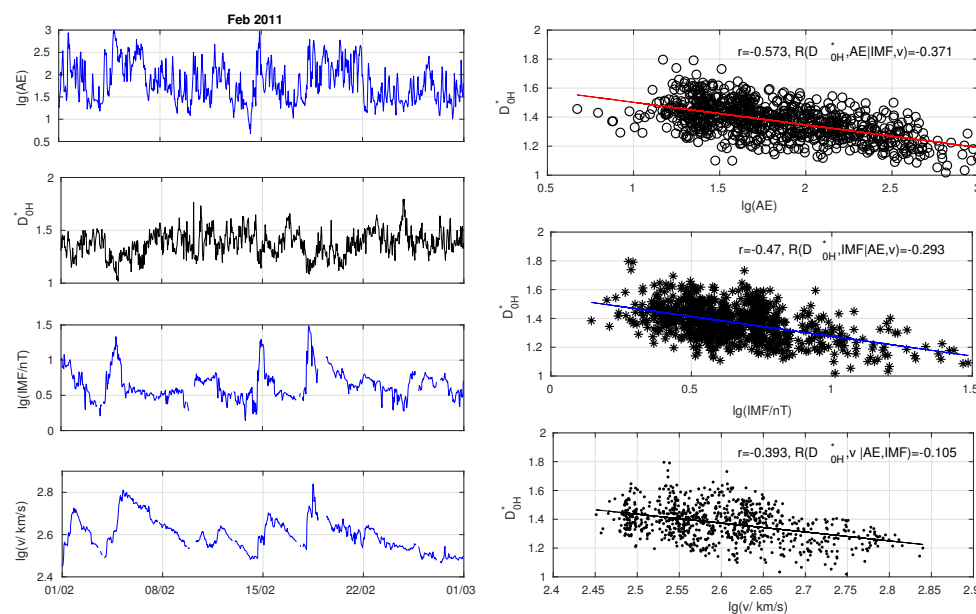 Feb 2011
lg(AE)
3
2.5
2
1.5
1
0.5
D*0H
2
1.5
1
lg(IMF/nT)
1.5
1
0.5
0
lg(v/ km/s)
2.8
2.6
2.4
01/02 08/02 15/02 22/02 01/03
r=-0.573, R(D*0H,AE|IMF,v)=-0.371
D*0H
2
1.8
1.6
1.4
1.2
1
0.5 1 1.5 2 2.5 3
lg(AE)
r=-0.47, R(D*0H,IMF|AE,v)=-0.293
D*0H
2
1.8
1.6
1.4
1.2
1
0 0.5 1 1.5
lg(IMF/nT)
r=-0.393, R(D*0H,v |AE,IMF)=-0.105
D*0H
2
1.8
1.6
1.4
1.2
1
2.4 2.45 2.5 2.55 2.6 2.65 2.7 2.75 2.8 2.85 2.9
lg(v/ km/s)